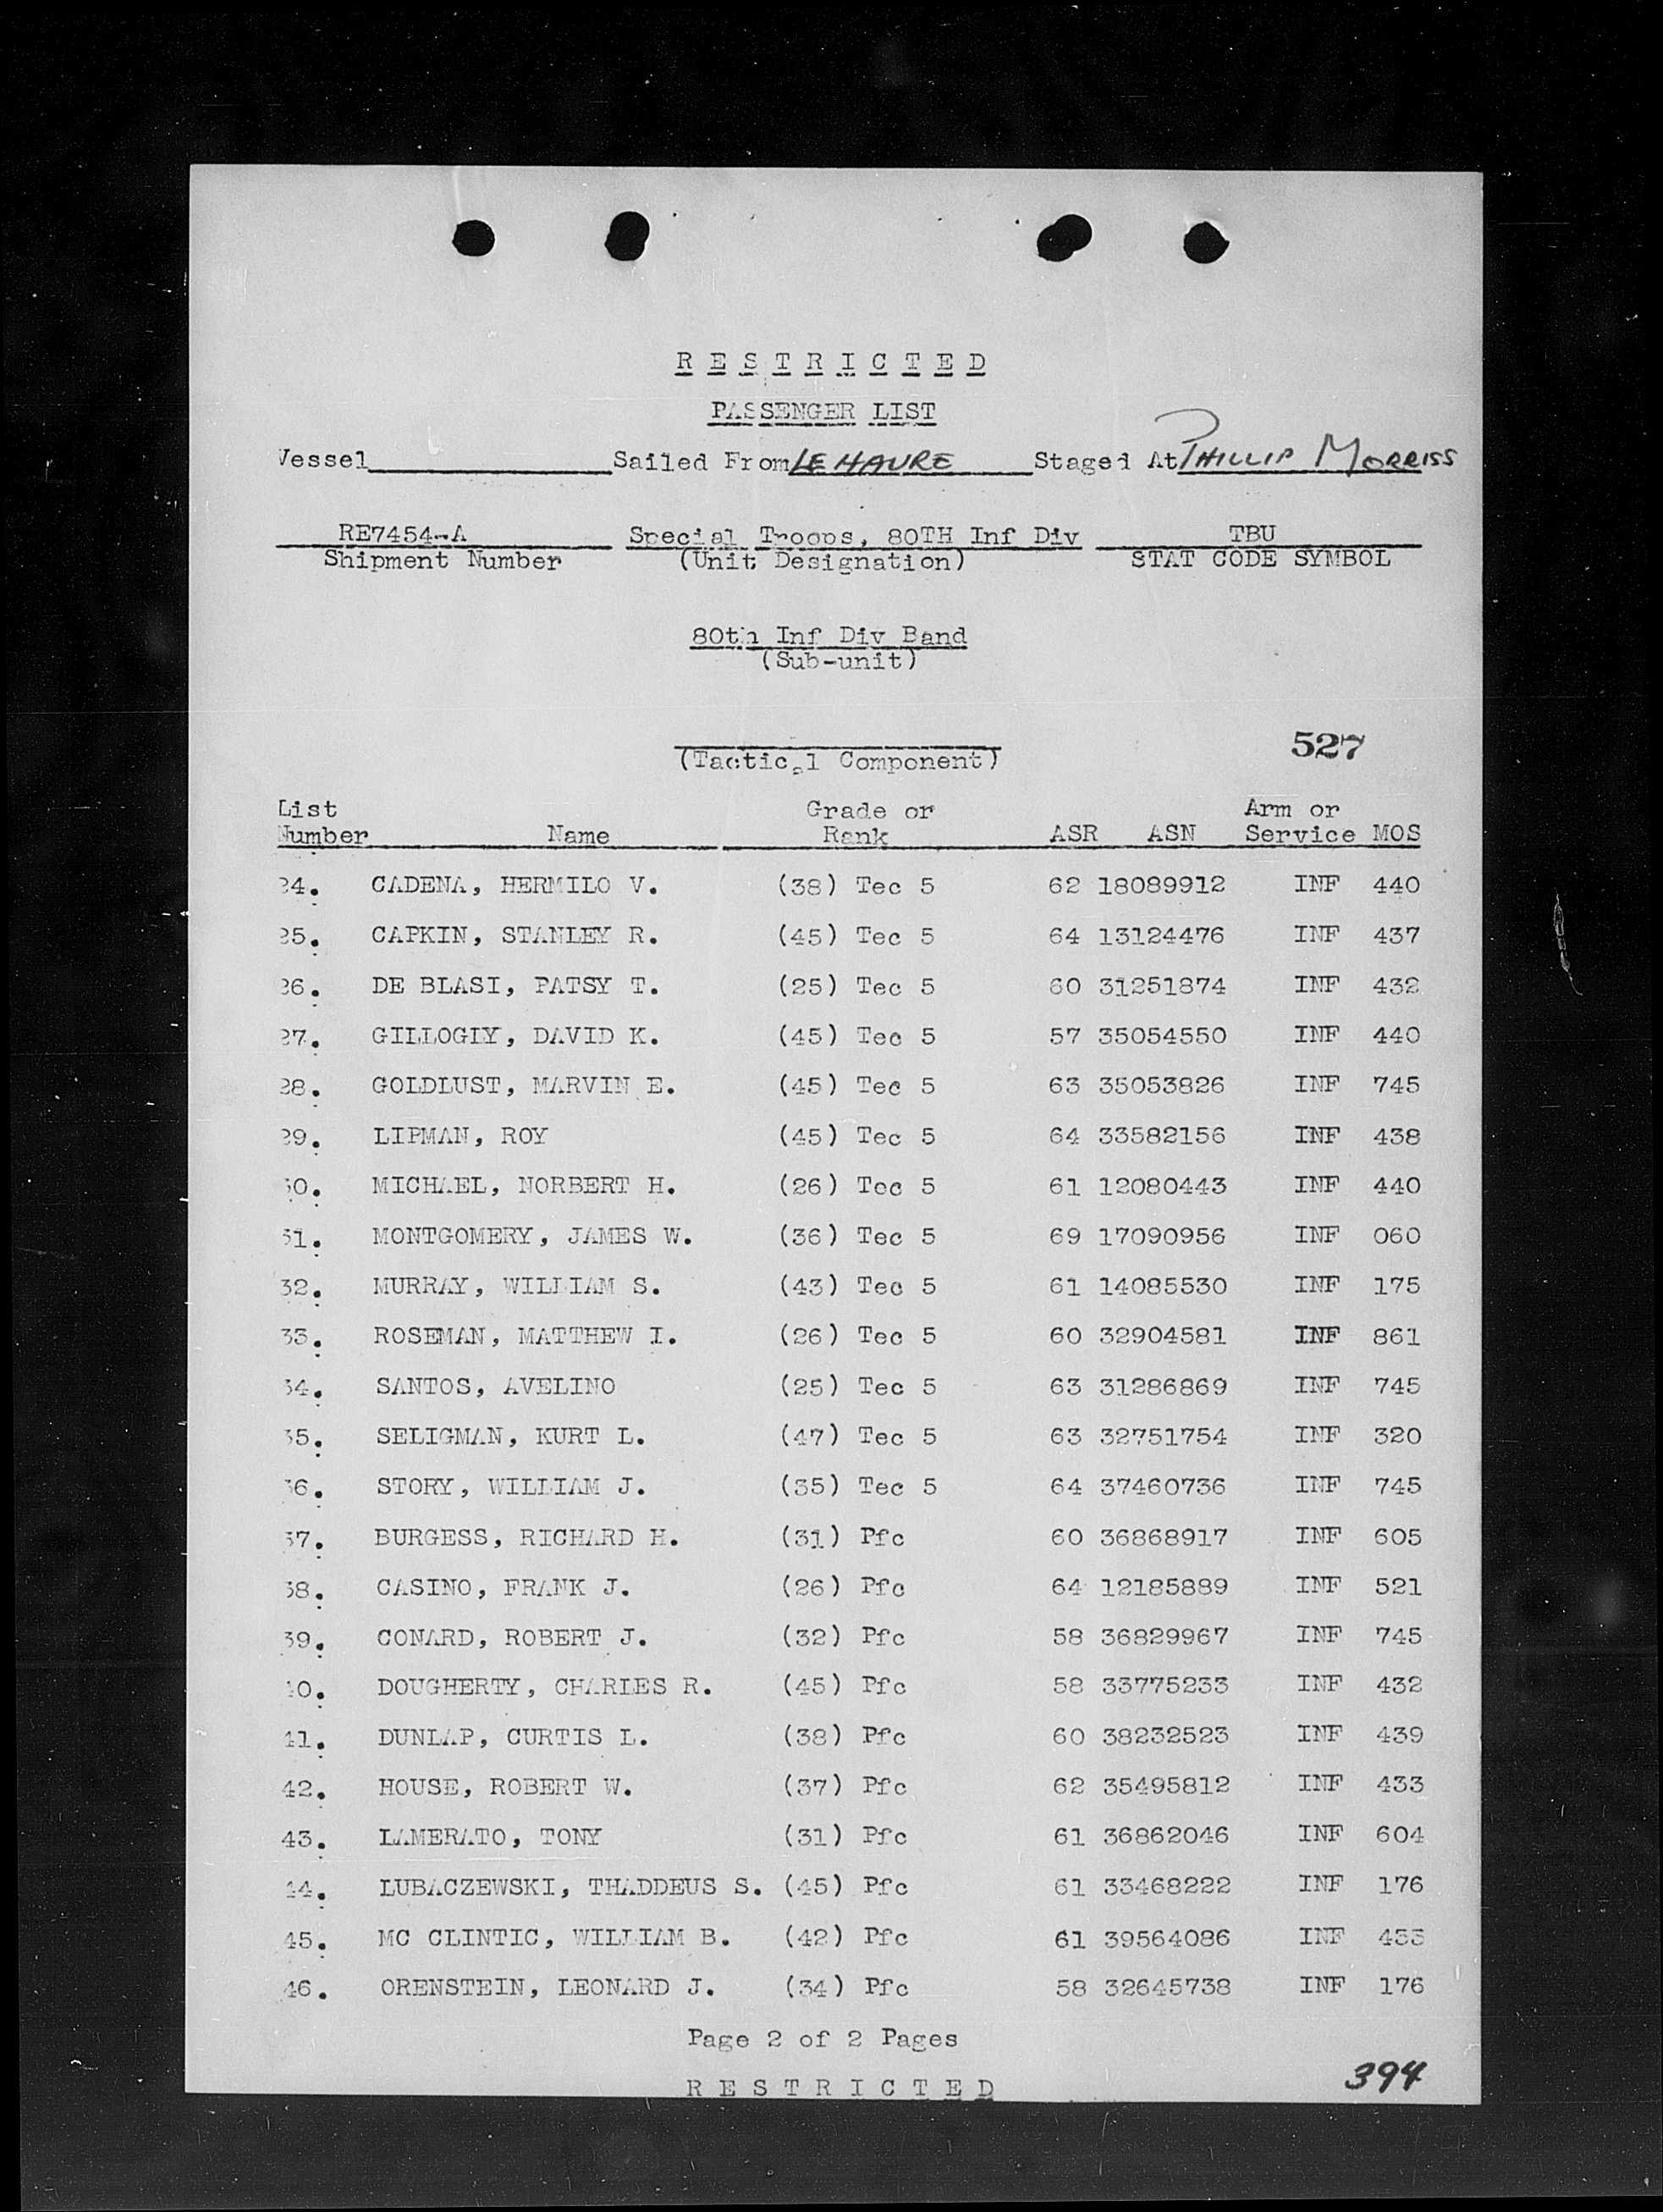 RESTRICTED
PASSENGER LIST
Vessel Sailed From LE HAVRE Staged At PHILLIP MORRISS
RE7454-A Special Troops, 80TH Inf Div TBU
Shipment Number (Unit Designation) STAT CODE SYMBOL
80th Inf Div Band
(Sub-unit)
527
(Tactical Component)
List Grade or Arm or
Number Name Rank ASR ASN Service MOS
24. CADENA, HERMILO V. (38) Tec 5 62 18089912 INF 440
25. CAPKIN, STANLEY R. (45) Tec 5 64 13124476 INF 437
26. DE BLASI, PATSY T. (25) Tec 5 60 31251874 INF 432
27. GILLOGLY, DAVID K. (45) Tec 5 57 35054550 INF 440
28. GOLDLUST, MARVIN E. (45) Tec 5 63 35053826 INF 745
29. LIPMAN, ROY (45) Tec 5 64 33582156 INF 438
30. MICHAEL, NORBERT H. (26) Tec 5 61 12080443 INF 440
31. MONTGOMERY, JAMES W. (36) Tec 5 69 17090956 INF 060
32. MURRAY, WILLIAM S. (43) Tec 5 61 14085530 INF 175
33. ROSEMAN, MATTHEW I. (26) Tec 5 60 32904581 INF 861
34. SANTOS, AVELINO (25) Tec 5 63 31286869 INF 745
35. SELIGMAN, KURT L. (47) Tec 5 63 32751754 INF 320
36. STORY, WILLIAM J. (35) Tec 5 64 37460736 INF 745
37. BURGESS, RICHARD H. (31) Pfc 60 36868917 INF 605
38. CASINO, FRANK J. (26) Pfc 64 12185889 INF 521
39. CONARD, ROBERT J. (32) Pfc 58 36829967 INF 745
40. DOUGHERTY, CHARLES R. (45) Pfc 58 33775233 INF 432
41. DUNLAP, CURTIS L. (38) Pfc 60 38232523 INF 439
42. HOUSE, ROBERT W. (37) Pfc 62 35495812 INF 433
43. LAMERATO, TONY (31) Pfc 61 36862046 INF 604
44. LUBACZEWSKI, THADDEUS S. (45) Pfc 61 33468222 INF 176
45. MC CLINTIC, WILLIAM B. (42) Pfc 61 39564086 INF
46. ORENSTEIN, LEONARD J. (34) Pfc 58 32645738 INF 176
Page 2 of 2 Pages
RESTRICTED
394